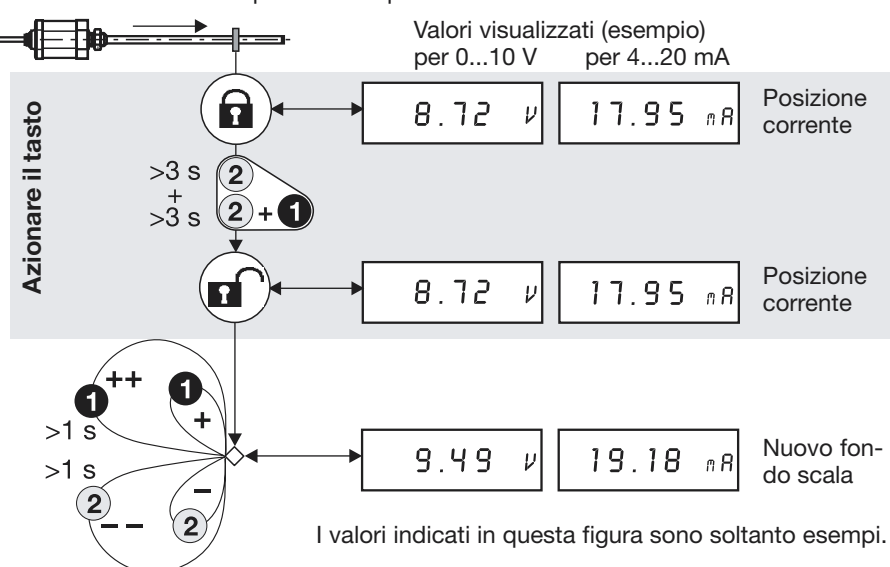 Valori visualizzati (esempio)
per 0...10 V per 4...20 mA
Azionare il tasto
8.72 V 17.95 mA
Posizione
corrente
>3 s 2
+
>3 s 2 + 1
8.72 V 17.95 mA
Posizione
corrente
++
1 1
+
>1 s
>1 s
9.49 V 19.18 mA
Nuovo fon-
do scala
2 –
– – 2
I valori indicati in questa figura sono soltanto esempi.